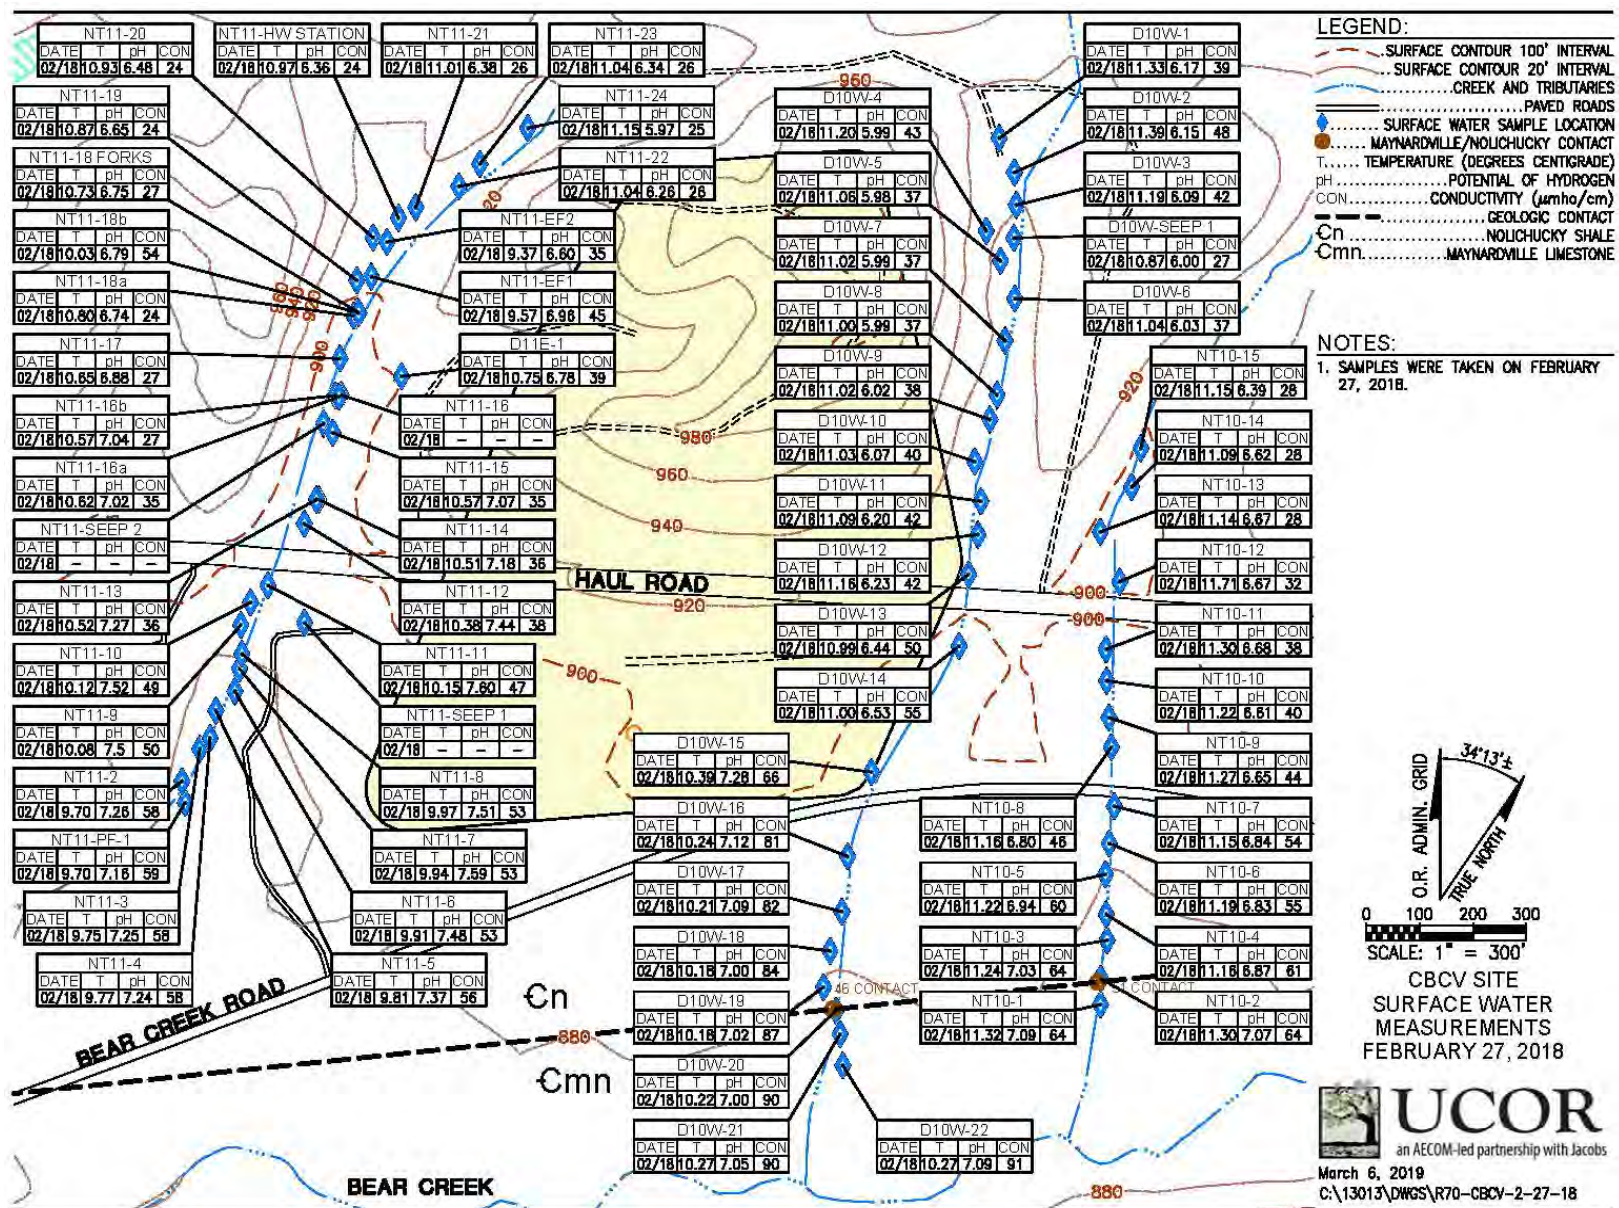 NT11-20
DATE T pH CON
02/18 10.93 6.48 24
NT11-HW STATION
DATE T pH CON
02/18 10.97 6.36 24
NT11-21
DATE T pH CON
02/18 11.01 6.38 26
NT11-23
DATE T pH CON
02/18 11.04 6.34 26
NT11-19
DATE T pH CON
02/18 10.87 6.65 24
NT11-24
DATE T pH CON
02/18 11.15 5.97 25
NT11-18 FORKS
DATE T pH CON
02/18 10.73 6.75 27
NT11-22
DATE T pH CON
02/18 11.04 6.26 26
NT11-18b
DATE T pH CON
02/18 10.03 6.79 54
NT11-EF2
DATE T pH CON
02/18 9.37 6.60 35
NT11-18a
DATE T pH CON
02/18 10.80 6.74 24
NT11-EF1
DATE T pH CON
02/18 9.57 6.96 45
NT11-17
DATE T pH CON
02/18 10.65 6.88 27
D11E-1
DATE T pH CON
02/18 10.75 6.78 39
NT11-16b
DATE T pH CON
02/18 10.57 7.04 27
NT11-16
DATE T pH CON
02/18 – – –
NT11-16a
DATE T pH CON
02/18 10.62 7.02 35
NT11-15
DATE T pH CON
02/18 10.57 7.07 35
NT11-SEEP 2
DATE T pH CON
02/18 – – –
NT11-14
DATE T pH CON
02/18 10.51 7.18 36
NT11-13
DATE T pH CON
02/18 10.52 7.27 36
NT11-12
DATE T pH CON
02/18 10.38 7.44 38
NT11-10
DATE T pH CON
02/18 10.12 7.52 49
NT11-11
DATE T pH CON
02/18 10.15 7.60 47
NT11-9
DATE T pH CON
02/18 10.08 7.5 50
NT11-SEEP 1
DATE T pH CON
02/18 – – –
NT11-2
DATE T pH CON
02/18 9.70 7.26 58
NT11-8
DATE T pH CON
02/18 9.97 7.51 53
NT11-PF-1
DATE T pH CON
02/18 9.70 7.16 59
NT11-7
DATE T pH CON
02/18 9.94 7.59 53
NT11-3
DATE T pH CON
02/18 9.75 7.25 58
NT11-6
DATE T pH CON
02/18 9.91 7.48 53
NT11-4
DATE T pH CON
02/18 9.77 7.24 58
NT11-5
DATE T pH CON
02/18 9.81 7.37 56
D10W-1
DATE T pH CON
02/18 11.33 6.17 39
D10W-4
DATE T pH CON
02/18 11.20 5.99 43
D10W-2
DATE T pH CON
02/18 11.39 6.15 48
D10W-5
DATE T pH CON
02/18 11.06 5.98 37
D10W-3
DATE T pH CON
02/18 11.19 6.09 42
D10W-7
DATE T pH CON
02/18 11.02 5.99 37
D10W-SEEP 1
DATE T pH CON
02/18 10.87 6.00 27
D10W-8
DATE T pH CON
02/18 11.00 5.99 37
D10W-6
DATE T pH CON
02/18 11.04 6.03 37
D10W-9
DATE T pH CON
02/18 11.02 6.02 38
D10W-10
DATE T pH CON
02/18 11.03 6.07 40
D10W-11
DATE T pH CON
02/18 11.09 6.20 42
D10W-12
DATE T pH CON
02/18 11.16 6.23 42
D10W-13
DATE T pH CON
02/18 10.99 6.44 50
D10W-14
DATE T pH CON
02/18 11.00 6.53 55
D10W-15
DATE T pH CON
02/18 10.39 7.28 66
D10W-16
DATE T pH CON
02/18 10.24 7.12 81
D10W-17
DATE T pH CON
02/18 10.21 7.09 82
D10W-18
DATE T pH CON
02/18 10.18 7.00 84
D10W-19
DATE T pH CON
02/18 10.18 7.02 87
D10W-20
DATE T pH CON
02/18 10.22 7.00 90
D10W-21
DATE T pH CON
02/18 10.27 7.05 90
D10W-22
DATE T pH CON
02/18 10.27 7.09 91
NT10-15
DATE T pH CON
02/18 11.15 6.39 28
NT10-14
DATE T pH CON
02/18 11.09 6.62 28
NT10-13
DATE T pH CON
02/18 11.14 6.67 28
NT10-12
DATE T pH CON
02/18 11.71 6.67 32
NT10-11
DATE T pH CON
02/18 11.30 6.68 38
NT10-10
DATE T pH CON
02/18 11.22 6.61 40
NT10-9
DATE T pH CON
02/18 11.27 6.65 44
NT10-8
DATE T pH CON
02/18 11.16 6.80 46
NT10-7
DATE T pH CON
02/18 11.15 6.84 54
NT10-5
DATE T pH CON
02/18 11.22 6.94 60
NT10-6
DATE T pH CON
02/18 11.19 6.83 55
NT10-3
DATE T pH CON
02/18 11.24 7.03 64
NT10-4
DATE T pH CON
02/18 11.16 6.87 61
NT10-1
DATE T pH CON
02/18 11.32 7.09 64
NT10-2
DATE T pH CON
02/18 11.30 7.07 64
960
960
940
920
900
980
960
940
920
900
920
900
900
880
880
HAUL ROAD
BEAR CREEK ROAD
BEAR CREEK
Єn
Єmn
46 CONTACT
CONTACT
LEGEND:
SURFACE CONTOUR 100' INTERVAL
SURFACE CONTOUR 20' INTERVAL
CREEK AND TRIBUTARIES
PAVED ROADS
SURFACE WATER SAMPLE LOCATION
MAYNARDVILLE/NOLICHUCKY CONTACT
T..... TEMPERATURE (DEGREES CENTIGRADE)
pH..... POTENTIAL OF HYDROGEN
CON..... CONDUCTIVITY (µmho/cm)
GEOLOGIC CONTACT
Єn..... NOLICHUCKY SHALE
Єmn..... MAYNARDVILLE LIMESTONE
NOTES:
1. SAMPLES WERE TAKEN ON FEBRUARY
27, 2018.
34°13'±
O.R. ADMIN. GRID
TRUE NORTH
0 100 200 300
SCALE: 1" = 300'
CBCV SITE
SURFACE WATER
MEASUREMENTS
FEBRUARY 27, 2018
UCOR
an AECOM-led partnership with Jacobs
March 6, 2019
C:\13013\DWGS\R70-CBCV-2-27-18